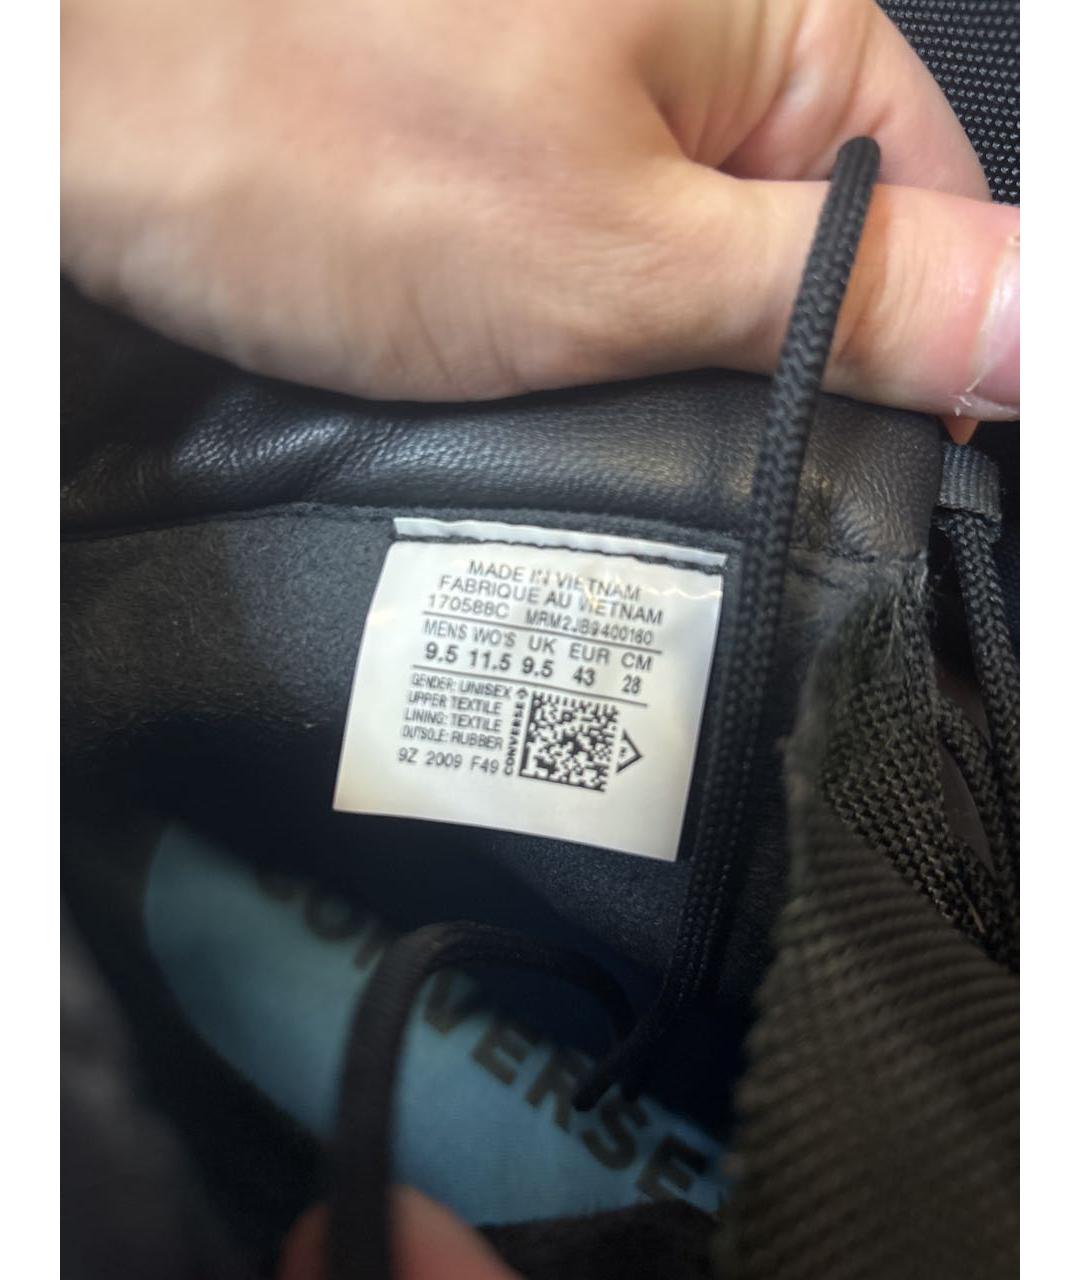 MADE IN VIETNAM
FABRIQUE AU VIETNAM
170588C MRM2JB9400160
MENS WO'S UK EUR CM
9.5 11.5 9.5 43 28
GENDER: UNISEX
UPPER: TEXTILE
LINING: TEXTILE
OUTSOLE: RUBBER
9Z 2009 F49
CONVERSE
CONVERSE